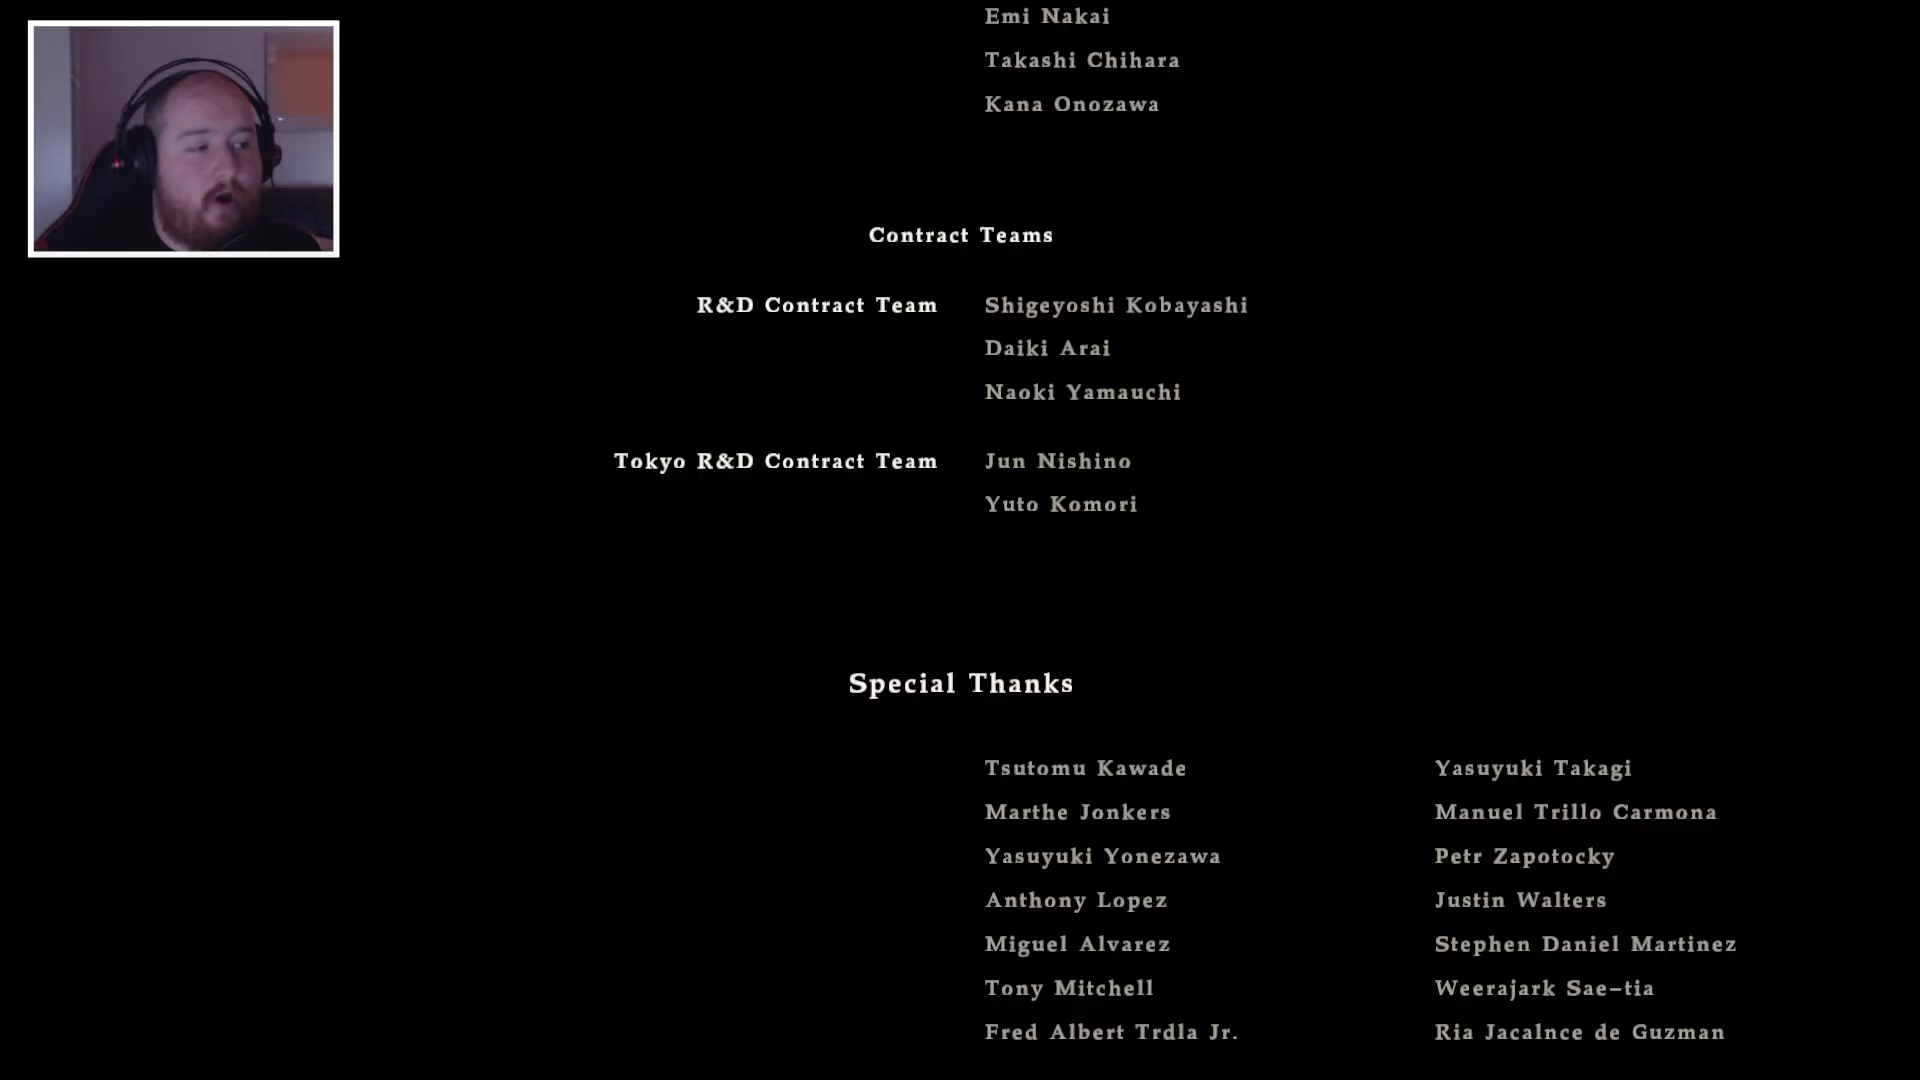 Emi Nakai
Takashi Chihara
Kana Onozawa
Contract Teams
R&D Contract Team Shigeyoshi Kobayashi
Daiki Arai
Naoki Yamauchi
Tokyo R&D Contract Team Jun Nishino
Yuto Komori
Special Thanks
Tsutomu Kawade Yasuyuki Takagi
Marthe Jonkers Manuel Trillo Carmona
Yasuyuki Yonezawa Petr Zapotocky
Anthony Lopez Justin Walters
Miguel Alvarez Stephen Daniel Martinez
Tony Mitchell Weerajark Sae-tia
Fred Albert Trdla Jr. Ria Jacalnce de Guzman